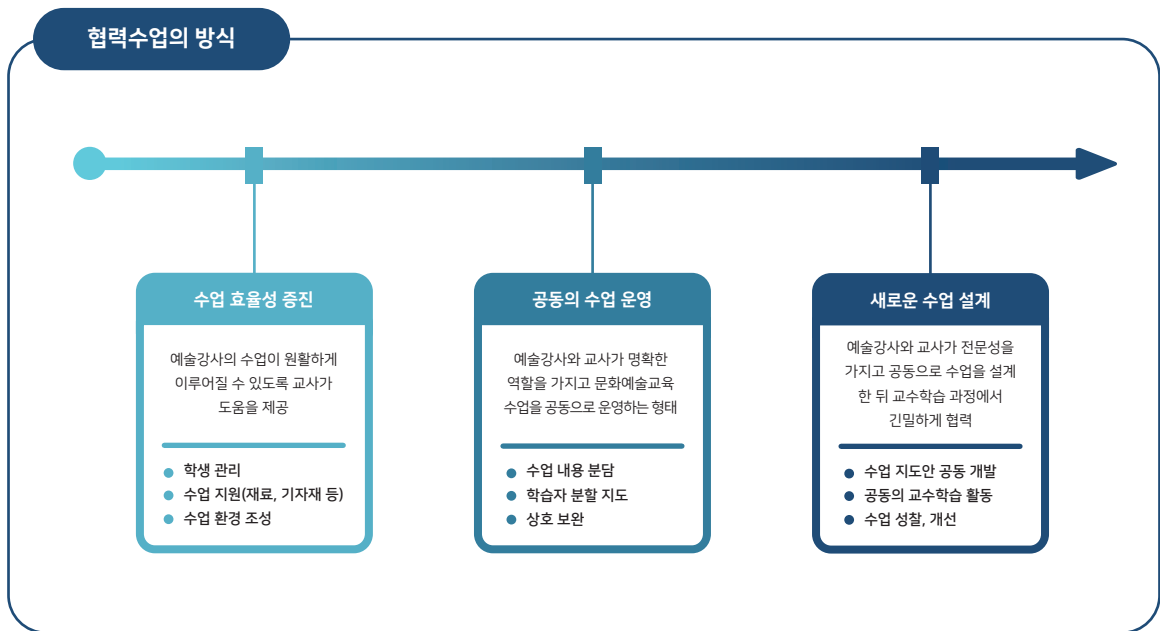 협력수업의 방식
수업 효율성 증진
예술강사의 수업이 원활하게
이루어질 수 있도록 교사가
도움을 제공
학생 관리
수업 지원(재료, 기자재 등)
수업 환경 조성
공동의 수업 운영
예술강사와 교사가 명확한
역할을 가지고 문화예술교육
수업을 공동으로 운영하는 형태
수업 내용 분담
학습자 분할 지도
상호 보완
새로운 수업 설계
예술강사와 교사가 전문성을
가지고 공동으로 수업을 설계
한 뒤 교수학습 과정에서
긴밀하게 협력
수업 지도안 공동 개발
공동의 교수학습 활동
수업 성찰, 개선